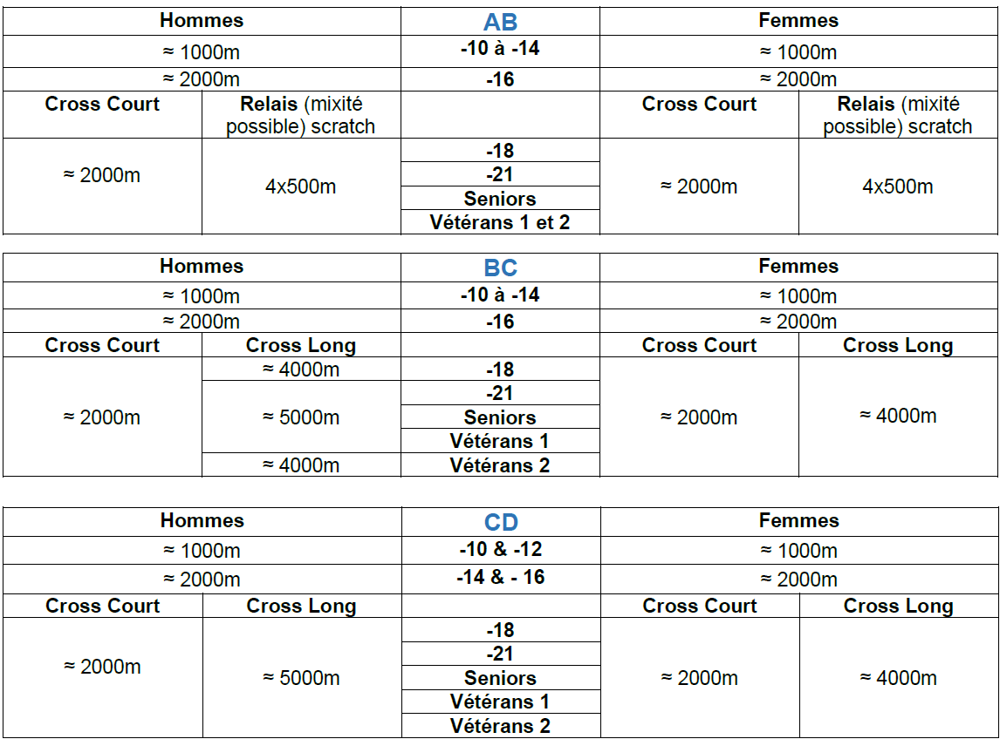 Hommes AB Femmes
≈ 1000m -10 à -14 ≈ 1000m
≈ 2000m -16 ≈ 2000m
Cross Court Relais (mixité Cross Court Relais (mixité
possible) scratch possible) scratch
-18
≈ 2000m -21
4x500m ≈ 2000m 4x500m
Seniors
Vétérans 1 et 2
Hommes BC Femmes
≈ 1000m -10 à -14 ≈ 1000m
≈ 2000m -16 ≈ 2000m
Cross Court Cross Long Cross Court Cross Long
≈ 4000m -18
-21
≈ 2000m ≈ 5000m Seniors ≈ 2000m ≈ 4000m
Vétérans 1
≈ 4000m Vétérans 2
Hommes CD Femmes
≈ 1000m -10 & -12 ≈ 1000m
≈ 2000m -14 & - 16 ≈ 2000m
Cross Court Cross Long Cross Court Cross Long
-18
-21
≈ 2000m ≈ 5000m Seniors ≈ 2000m ≈ 4000m
Vétérans 1
Vétérans 2